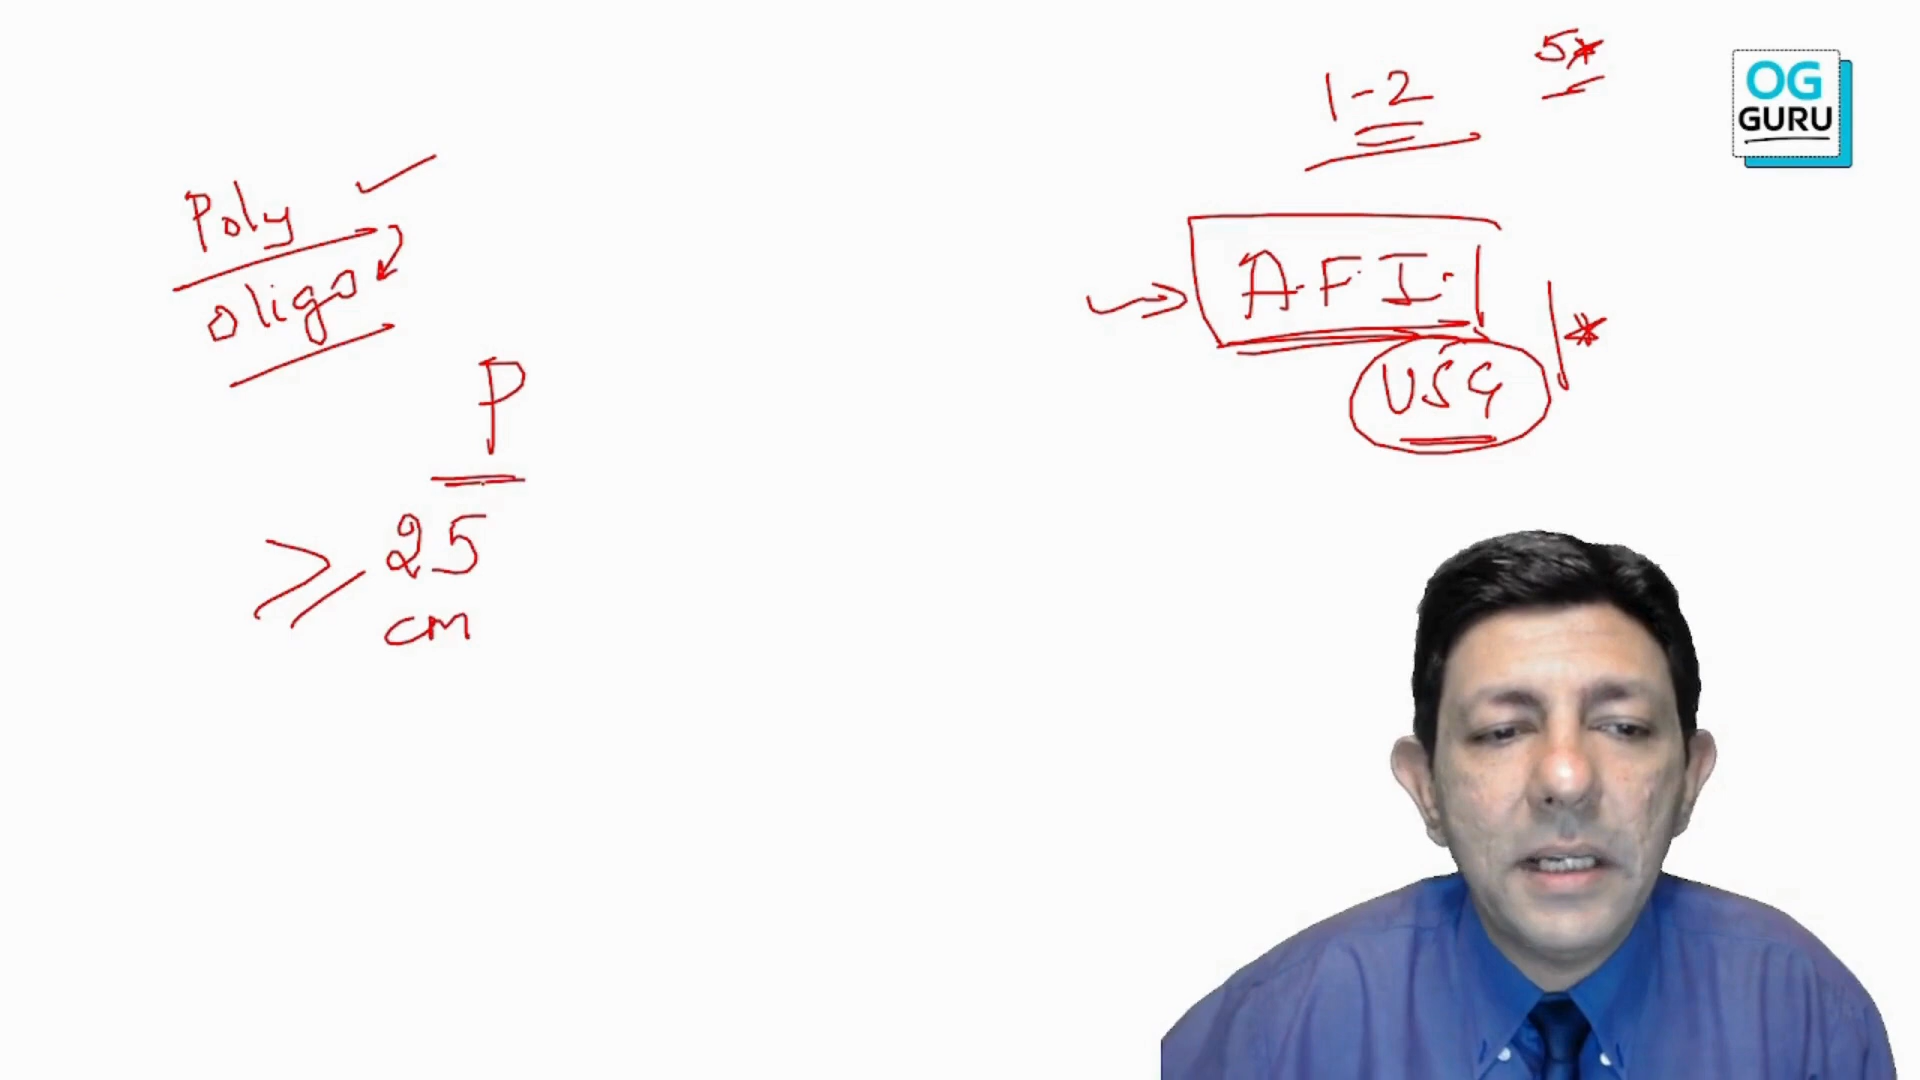 Poly ✓
oligo
P
≥ 25
cm
1-2
5*
A.F.I.
USG
*
OG
GURU